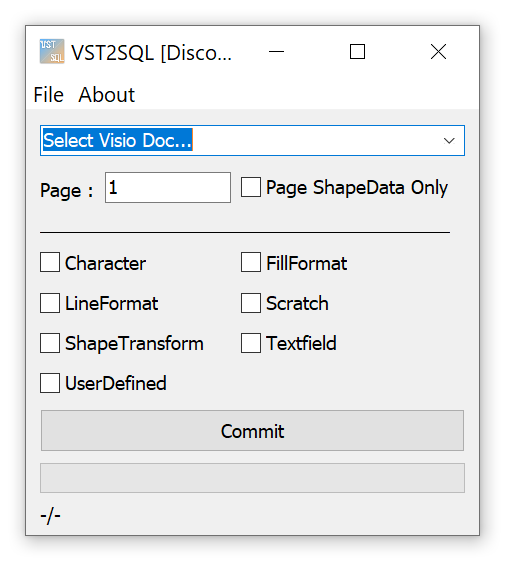 VST SQL
VST2SQL [Disco...
File About
Select Visio Doc...
Page : 1 Page ShapeData Only
Character FillFormat
LineFormat Scratch
ShapeTransform Textfield
UserDefined
Commit
-/-